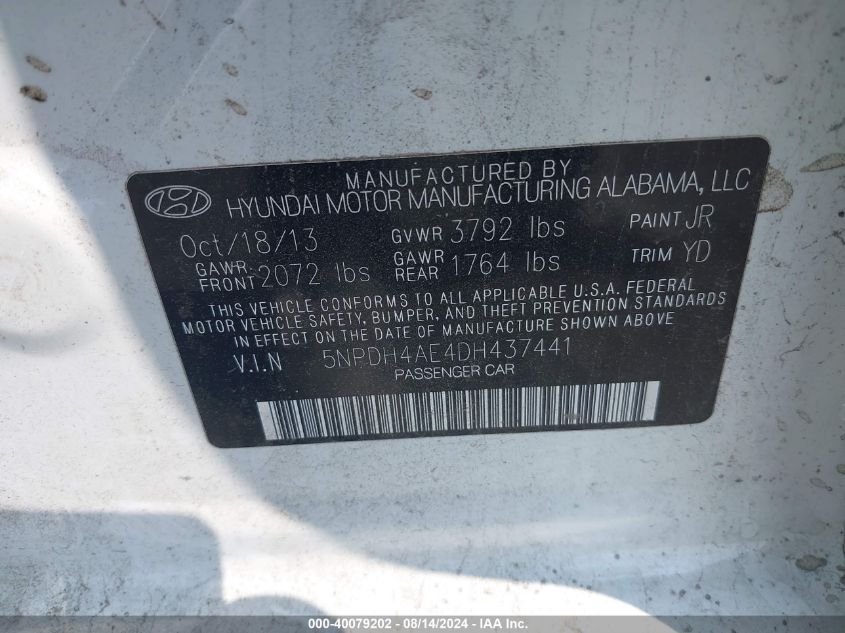 MANUFACTURED BY
HYUNDAI MOTOR MANUFACTURING ALABAMA, LLC
Oct/18/13 GVWR 3792 lbs PAINT JR
GAWR FRONT 2072 lbs GAWR REAR 1764 lbs TRIM YD
THIS VEHICLE CONFORMS TO ALL APPLICABLE U.S.A. FEDERAL
MOTOR VEHICLE SAFETY, BUMPER, AND THEFT PREVENTION STANDARDS
IN EFFECT ON THE DATE OF MANUFACTURE SHOWN ABOVE.
V.I.N 5NPDH4AE4DH437441
PASSENGER CAR
000-40079202 - 08/14/2024 - IAA Inc.